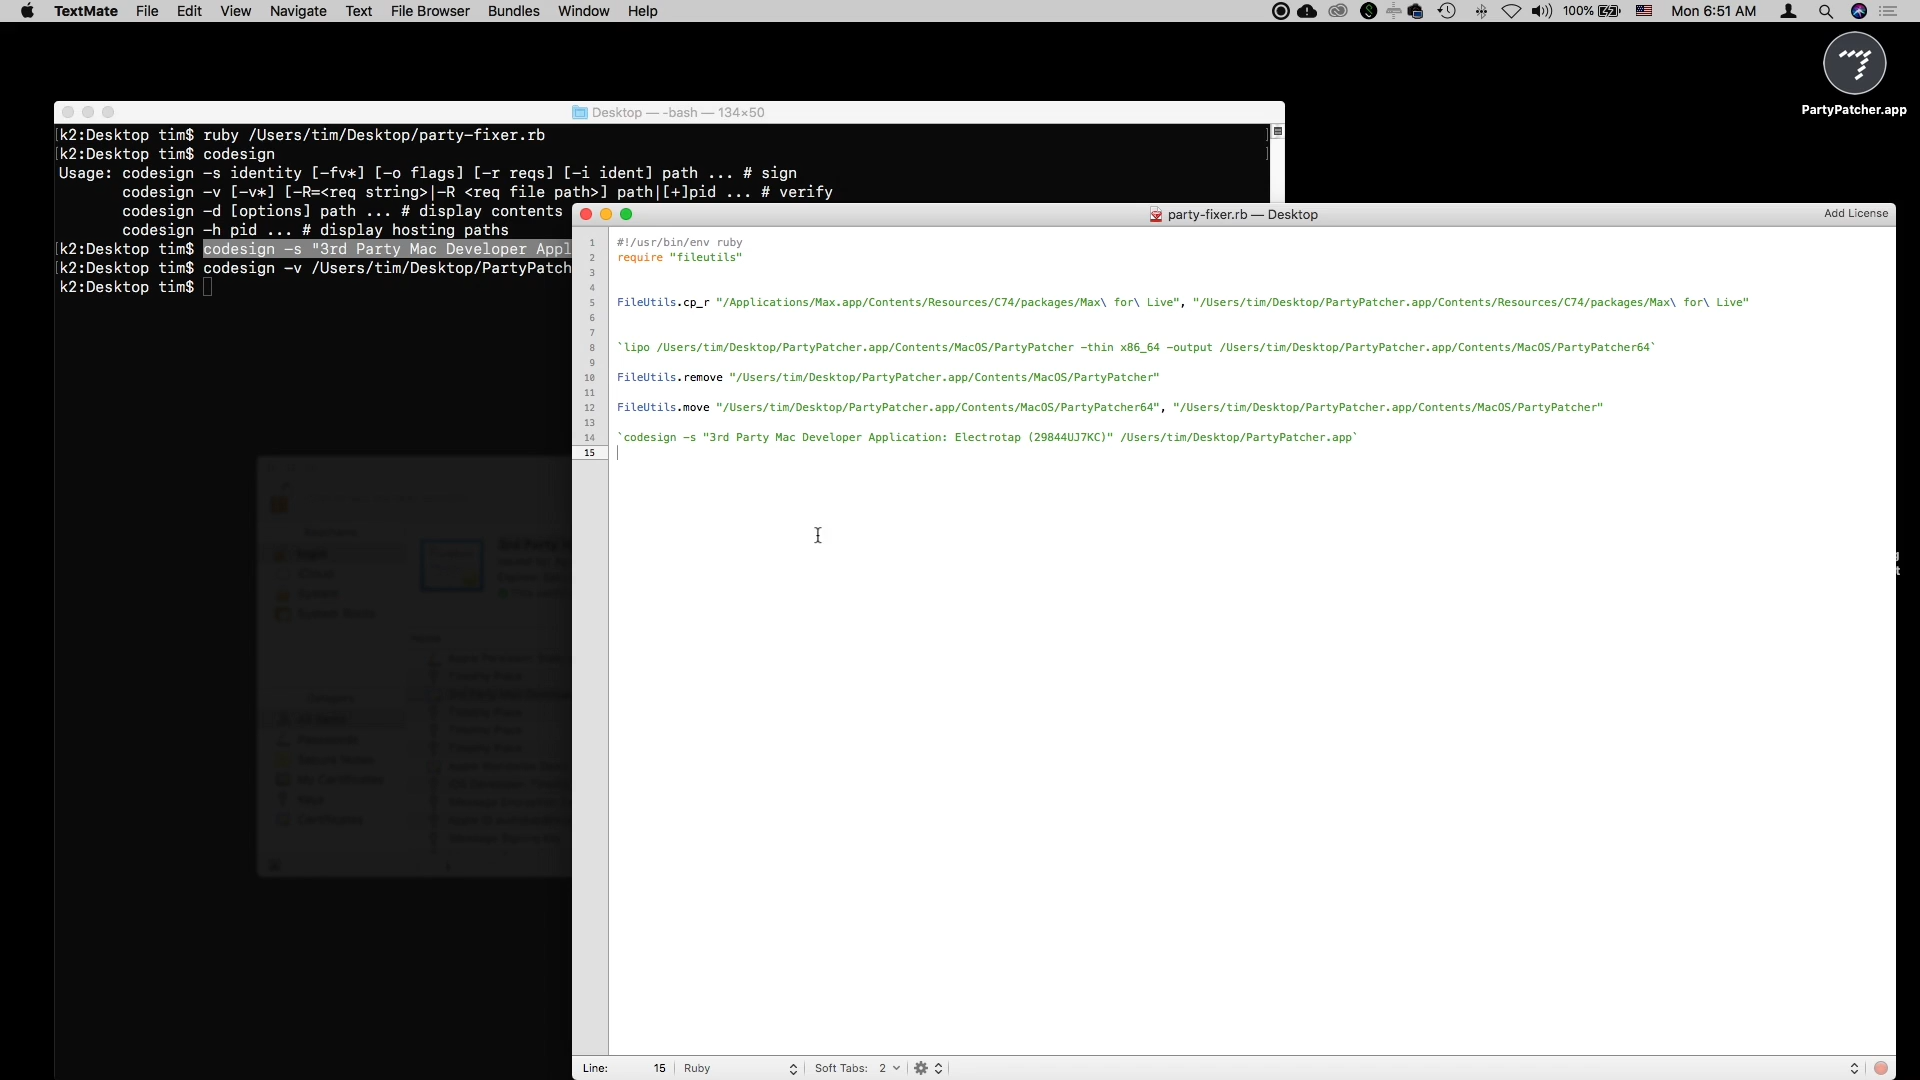 TextMate File Edit View Navigate Text File Browser Bundles Window Help
100% Mon 6:51 AM
PartyPatcher.app
Desktop — -bash — 134×50
[k2:Desktop tim$ ruby /Users/tim/Desktop/party-fixer.rb ]
[k2:Desktop tim$ codesign ]
Usage: codesign -s identity [-fv*] [-o flags] [-r reqs] [-i ident] path ... # sign
codesign -v [-v*] [-R=<req string>|-R <req file path>] path|[+]pid ... # verify
codesign -d [options] path ... # display contents
codesign -h pid ... # display hosting paths
[k2:Desktop tim$ codesign -s "3rd Party Mac Developer Appl
[k2:Desktop tim$ codesign -v /Users/tim/Desktop/PartyPatch
k2:Desktop tim$
party-fixer.rb — Desktop
Add License
1 #!/usr/bin/env ruby
2 require "fileutils"
3
4
5 FileUtils.cp_r "/Applications/Max.app/Contents/Resources/C74/packages/Max\ for\ Live", "/Users/tim/Desktop/PartyPatcher.app/Contents/Resources/C74/packages/Max\ for\ Live"
6
7
8 `lipo /Users/tim/Desktop/PartyPatcher.app/Contents/MacOS/PartyPatcher -thin x86_64 -output /Users/tim/Desktop/PartyPatcher.app/Contents/MacOS/PartyPatcher64`
9
10 FileUtils.remove "/Users/tim/Desktop/PartyPatcher.app/Contents/MacOS/PartyPatcher"
11
12 FileUtils.move "/Users/tim/Desktop/PartyPatcher.app/Contents/MacOS/PartyPatcher64", "/Users/tim/Desktop/PartyPatcher.app/Contents/MacOS/PartyPatcher"
13
14 `codesign -s "3rd Party Mac Developer Application: Electrotap (29844UJ7KC)" /Users/tim/Desktop/PartyPatcher.app`
15
Line: 15 Ruby Soft Tabs: 2